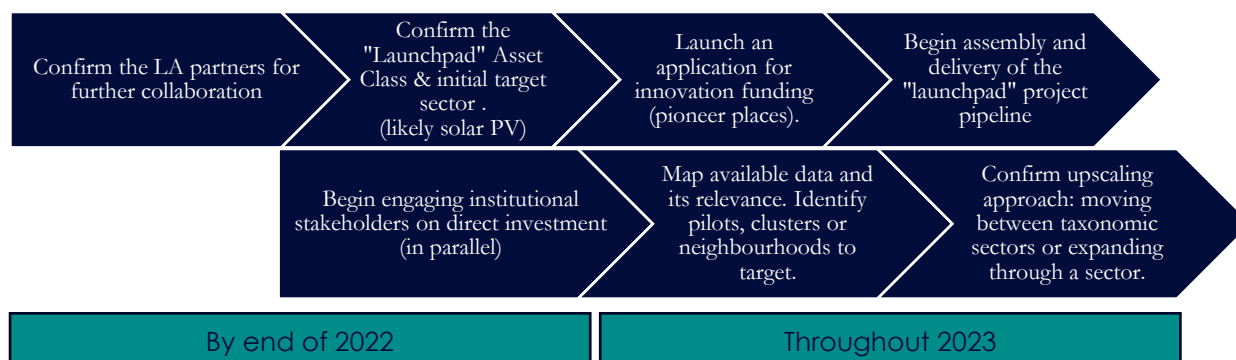 Confirm the LA partners for
further collaboration
Confirm the
"Launchpad" Asset
Class & initial target
sector .
(likely solar PV)
Launch an
application for
innovation funding
(pioneer places).
Begin assembly and
delivery of the
"launchpad" project
pipeline
Begin engaging institutional
stakeholders on direct investment
(in parallel)
Map available data and
its relevance. Identify
pilots, clusters or
neighbourhoods to
target.
Confirm upscaling
approach: moving
between taxonomic
sectors or expanding
through a sector.
By end of 2022
Throughout 2023